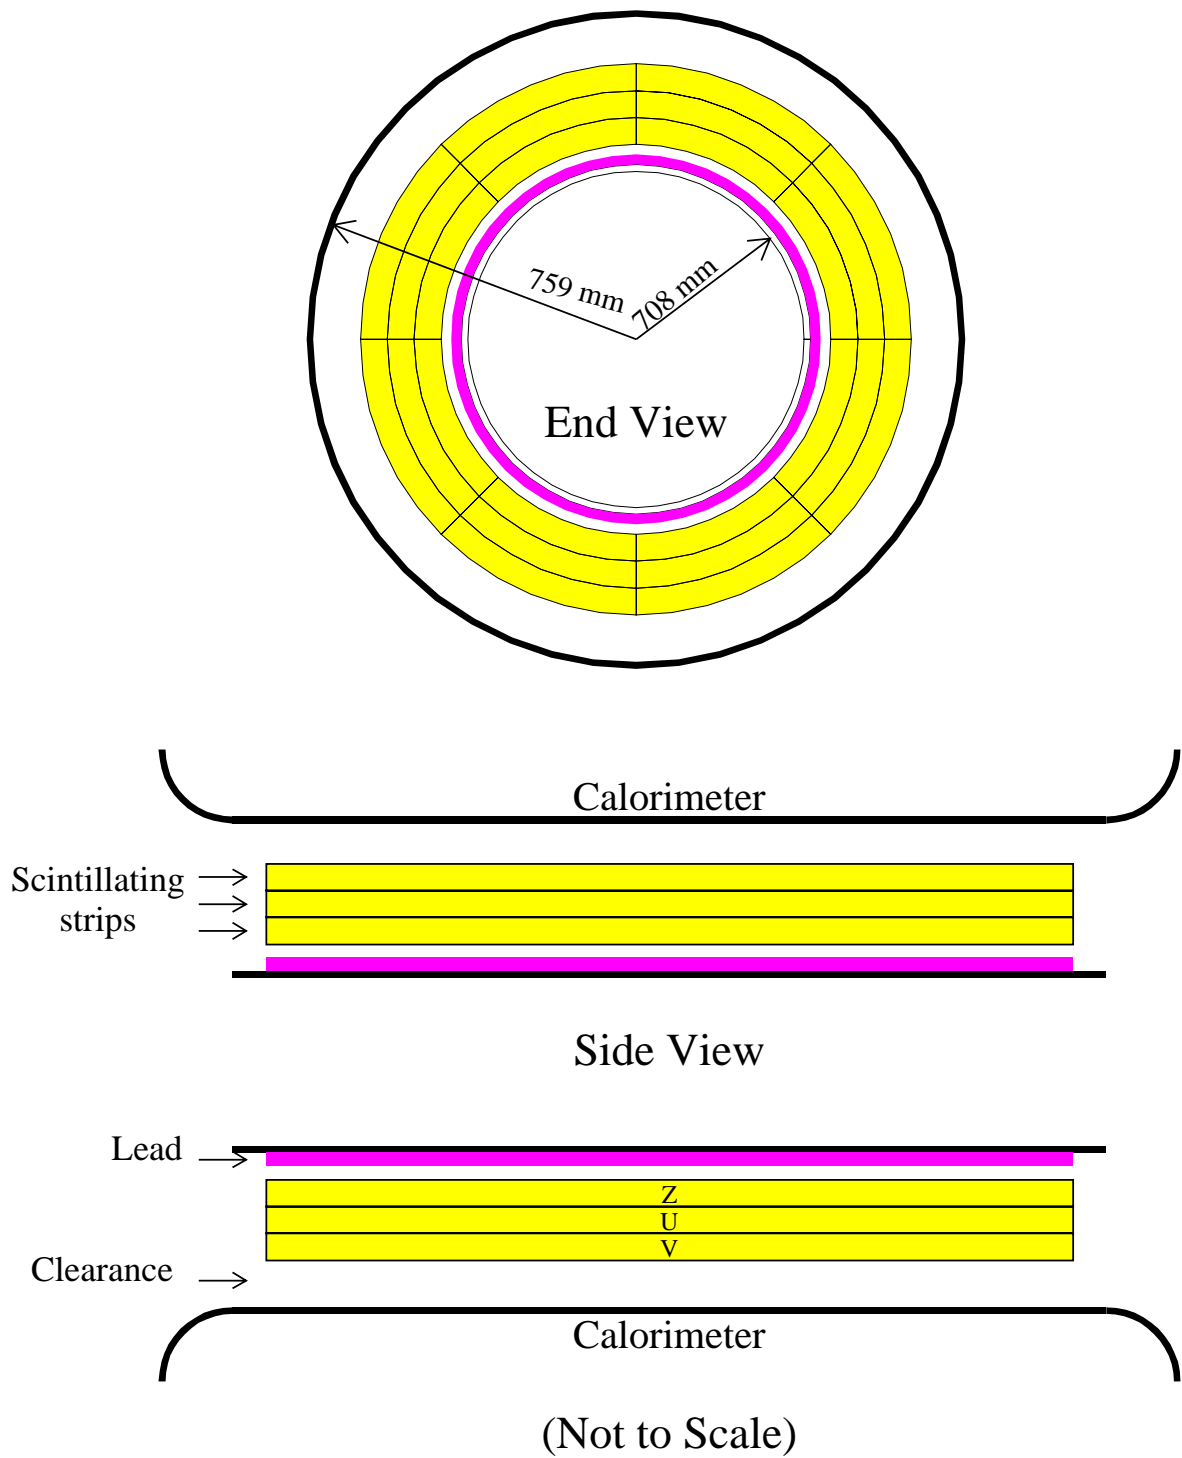 759 mm
708 mm
End View
Calorimeter
Scintillating
strips
Side View
Lead
Z
U
V
Clearance
Calorimeter
(Not to Scale)